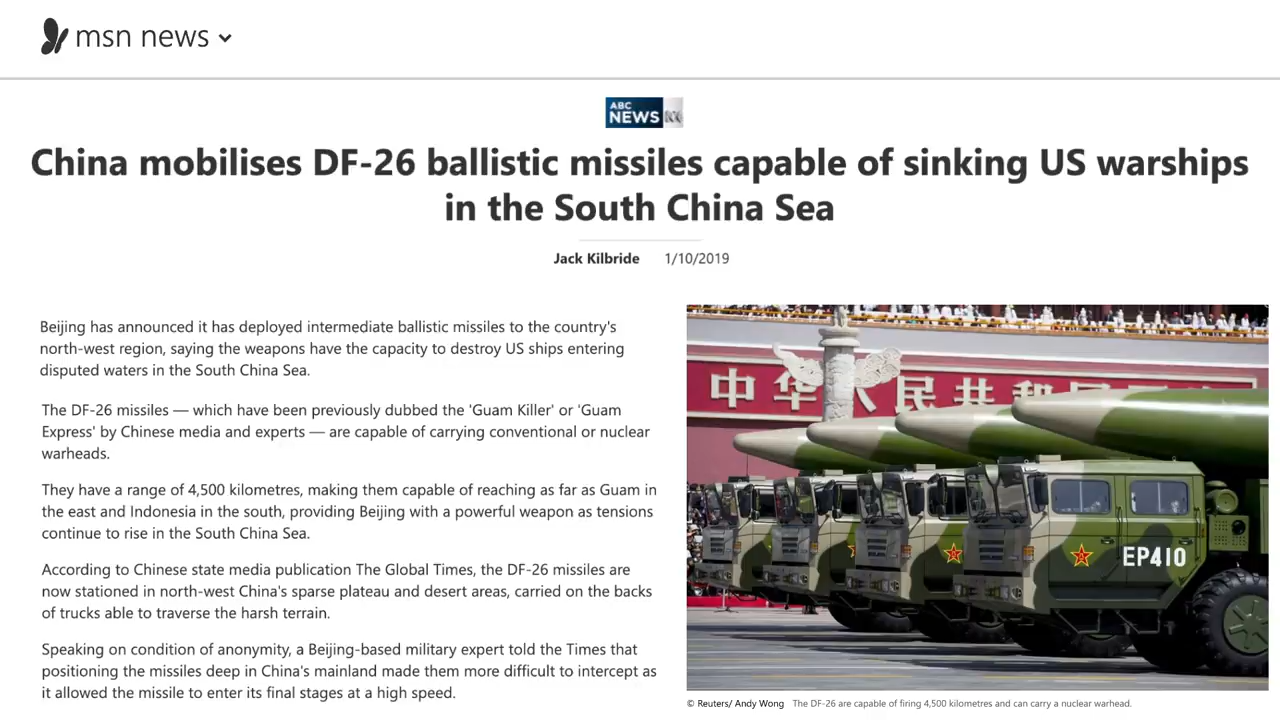 msn news
ABC
NEWS
China mobilises DF-26 ballistic missiles capable of sinking US warships
in the South China Sea
Jack Kilbride 1/10/2019
Beijing has announced it has deployed intermediate ballistic missiles to the country's
north-west region, saying the weapons have the capacity to destroy US ships entering
disputed waters in the South China Sea.
The DF-26 missiles — which have been previously dubbed the 'Guam Killer' or 'Guam
Express' by Chinese media and experts — are capable of carrying conventional or nuclear
warheads.
They have a range of 4,500 kilometres, making them capable of reaching as far as Guam in
the east and Indonesia in the south, providing Beijing with a powerful weapon as tensions
continue to rise in the South China Sea.
According to Chinese state media publication The Global Times, the DF-26 missiles are
now stationed in north-west China's sparse plateau and desert areas, carried on the backs
of trucks able to traverse the harsh terrain.
Speaking on condition of anonymity, a Beijing-based military expert told the Times that
positioning the missiles deep in China's mainland made them more difficult to intercept as
it allowed the missile to enter its final stages at a high speed.
中华人民共和国
EP410
© Reuters/ Andy Wong The DF-26 are capable of firing 4,500 kilometres and can carry a nuclear warhead.